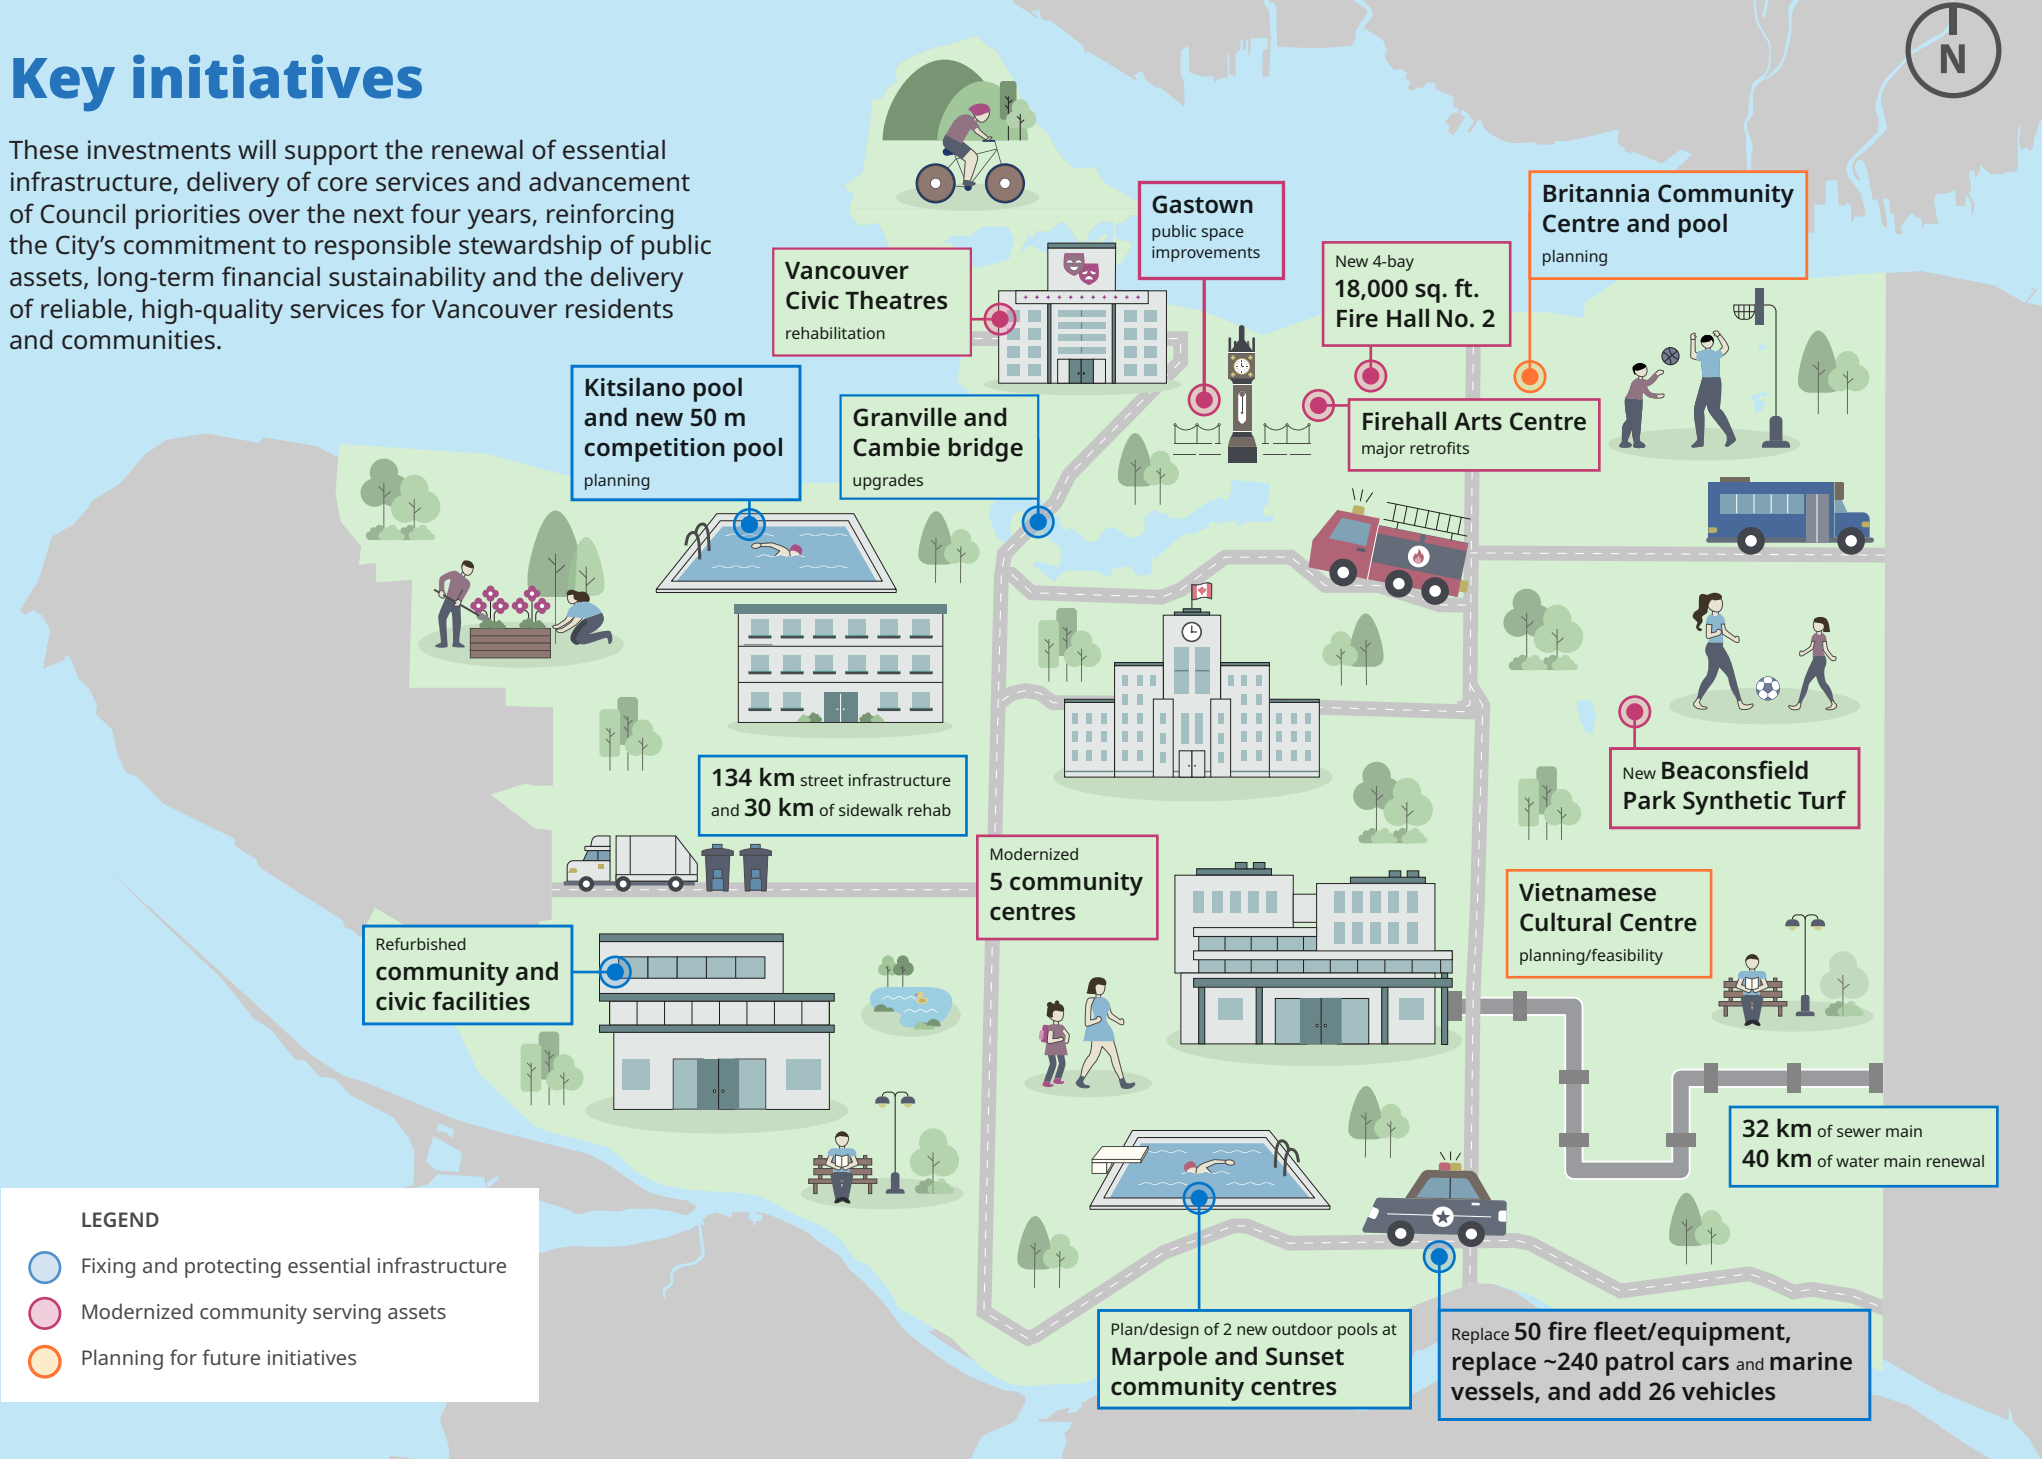 Key initiatives
These investments will support the renewal of essential
infrastructure, delivery of core services and advancement
of Council priorities over the next four years, reinforcing
the City’s commitment to responsible stewardship of public
assets, long-term financial sustainability and the delivery
of reliable, high-quality services for Vancouver residents
and communities.
N
Gastown
public space
improvements
Britannia Community
Centre and pool
planning
Vancouver
Civic Theatres
rehabilitation
New 4-bay
18,000 sq. ft.
Fire Hall No. 2
Kitsilano pool
and new 50 m
competition pool
planning
Granville and
Cambie bridge
upgrades
Firehall Arts Centre
major retrofits
134 km street infrastructure
and 30 km of sidewalk rehab
New Beaconsfield
Park Synthetic Turf
Modernized
5 community
centres
Vietnamese
Cultural Centre
planning/feasibility
Refurbished
community and
civic facilities
32 km of sewer main
40 km of water main renewal
Plan/design of 2 new outdoor pools at
Marpole and Sunset
community centres
Replace 50 fire fleet/equipment,
replace ~240 patrol cars and marine
vessels, and add 26 vehicles
LEGEND
Fixing and protecting essential infrastructure
Modernized community serving assets
Planning for future initiatives